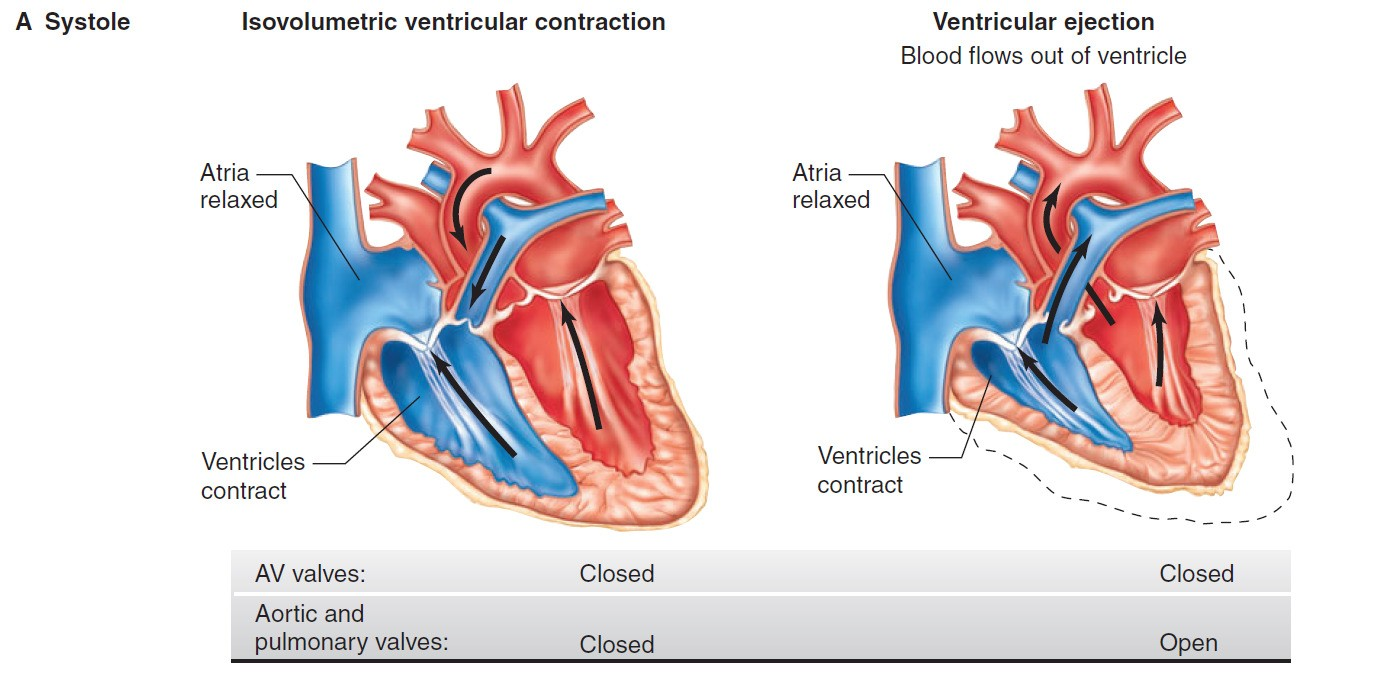 A Systole
Isovolumetric ventricular contraction
Ventricular ejection
Blood flows out of ventricle
Atria
relaxed
Ventricles
contract
Atria
relaxed
Ventricles
contract
AV valves: Closed Closed
Aortic and
pulmonary valves: Closed Open